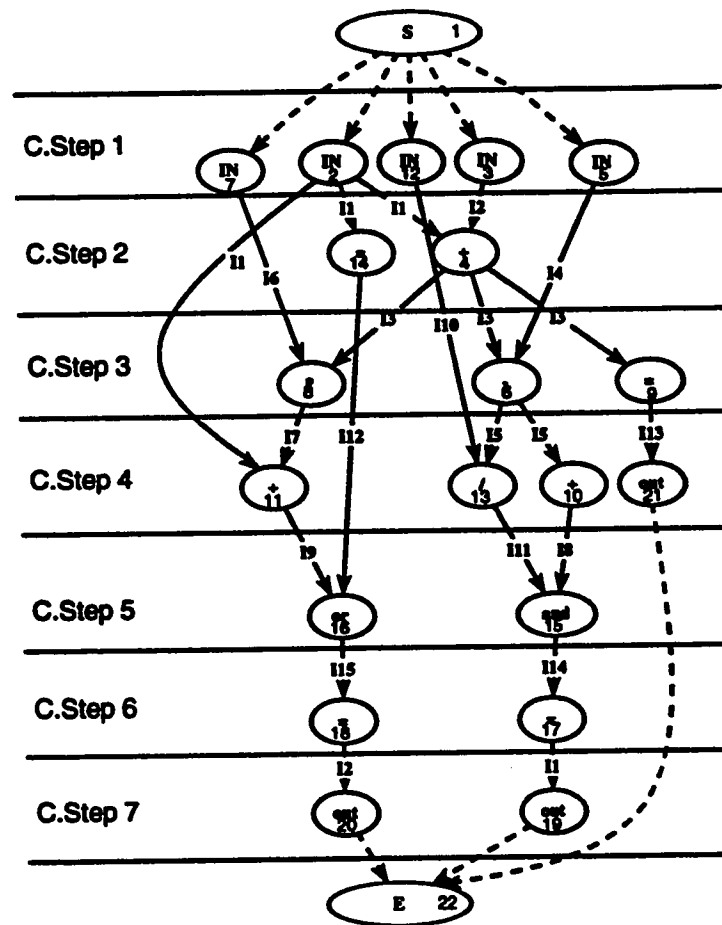 S 1
C.Step 1
IN 7
IN 2
IN 12
IN 3
IN 5
I1 I1 I2
C.Step 2
= 14
+ 4
I1 I6 I4
I3 I10 I3 I3
C.Step 3
8
6
= 9
I7 I12 I5 I5 I13
C.Step 4
+ 11
/ 13
+ 10
out 21
I9 I11 I8
C.Step 5
or 16
and 15
I15 I14
C.Step 6
= 18
= 17
I2 I1
C.Step 7
out 20
out 19
E 22